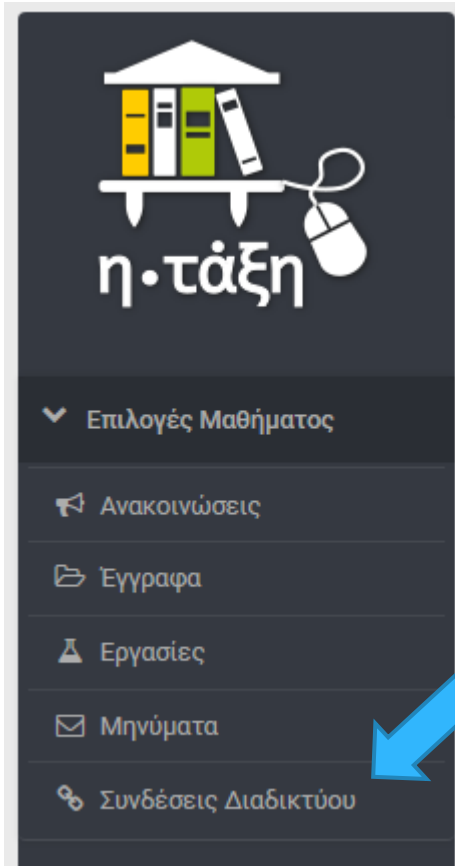 η•τάξη
Επιλογές Μαθήματος
Ανακοινώσεις
Έγγραφα
Εργασίες
Μηνύματα
Συνδέσεις Διαδικτύου